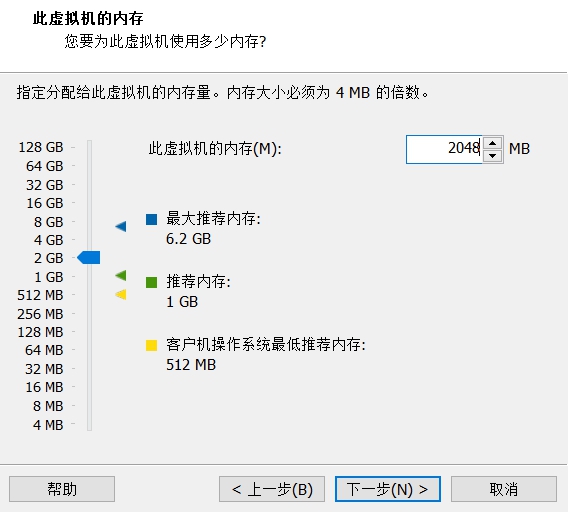 此虚拟机的内存
您要为此虚拟机使用多少内存?
指定分配给此虚拟机的内存量。内存大小必须为 4 MB 的倍数。
128 GB
64 GB
32 GB
16 GB
8 GB
4 GB
2 GB
1 GB
512 MB
256 MB
128 MB
64 MB
32 MB
16 MB
8 MB
4 MB
此虚拟机的内存(M): 2048 MB
最大推荐内存:
6.2 GB
推荐内存:
1 GB
客户机操作系统最低推荐内存:
512 MB
帮助 < 上一步(B) 下一步(N) > 取消